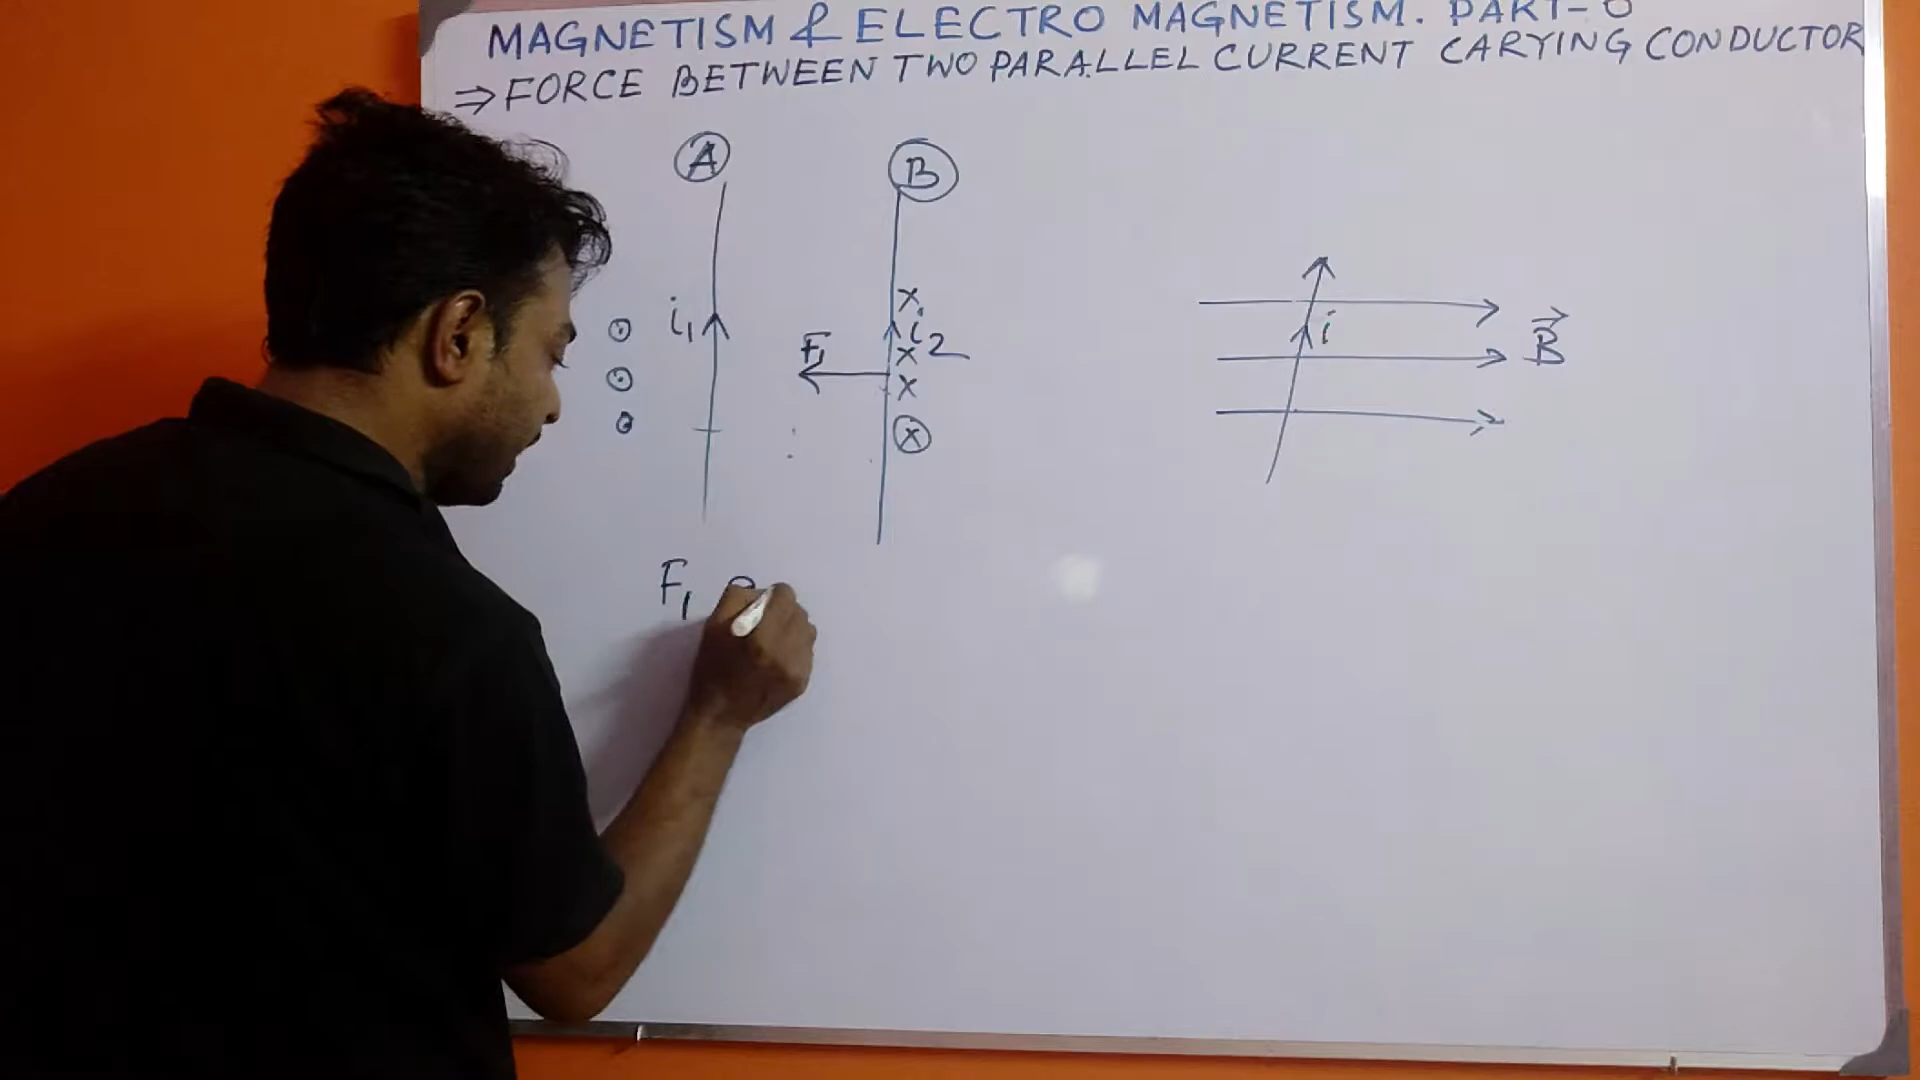 MAGNETISM & ELECTRO MAGNETISM. PART-
⇒ FORCE BETWEEN TWO PARALLEL CURRENT CARYING CONDUCTOR
A
B
i₁
F₁
x
i₂
x
x
x
i
B⃗
F₁